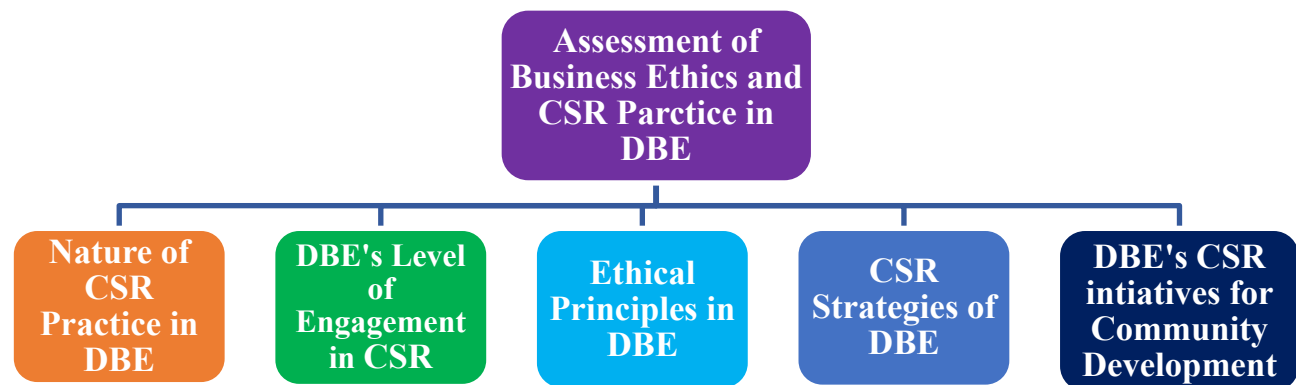 Assessment of
Business Ethics and
CSR Parctice in
DBE
Nature of
CSR
Practice in
DBE
DBE's Level
of
Engagement
in CSR
Ethical
Principles in
DBE
CSR
Strategies of
DBE
DBE's CSR
intiatives for
Community
Development